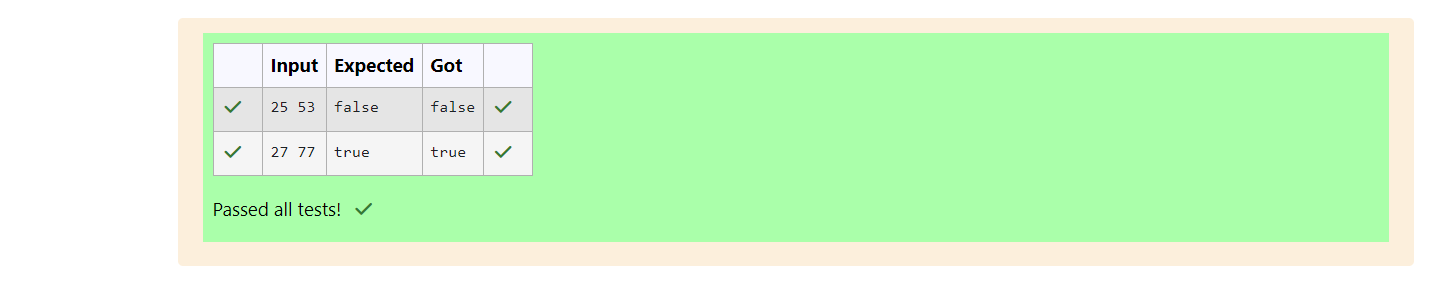 Input Expected Got
25 53 false false
27 77 true true
Passed all tests!